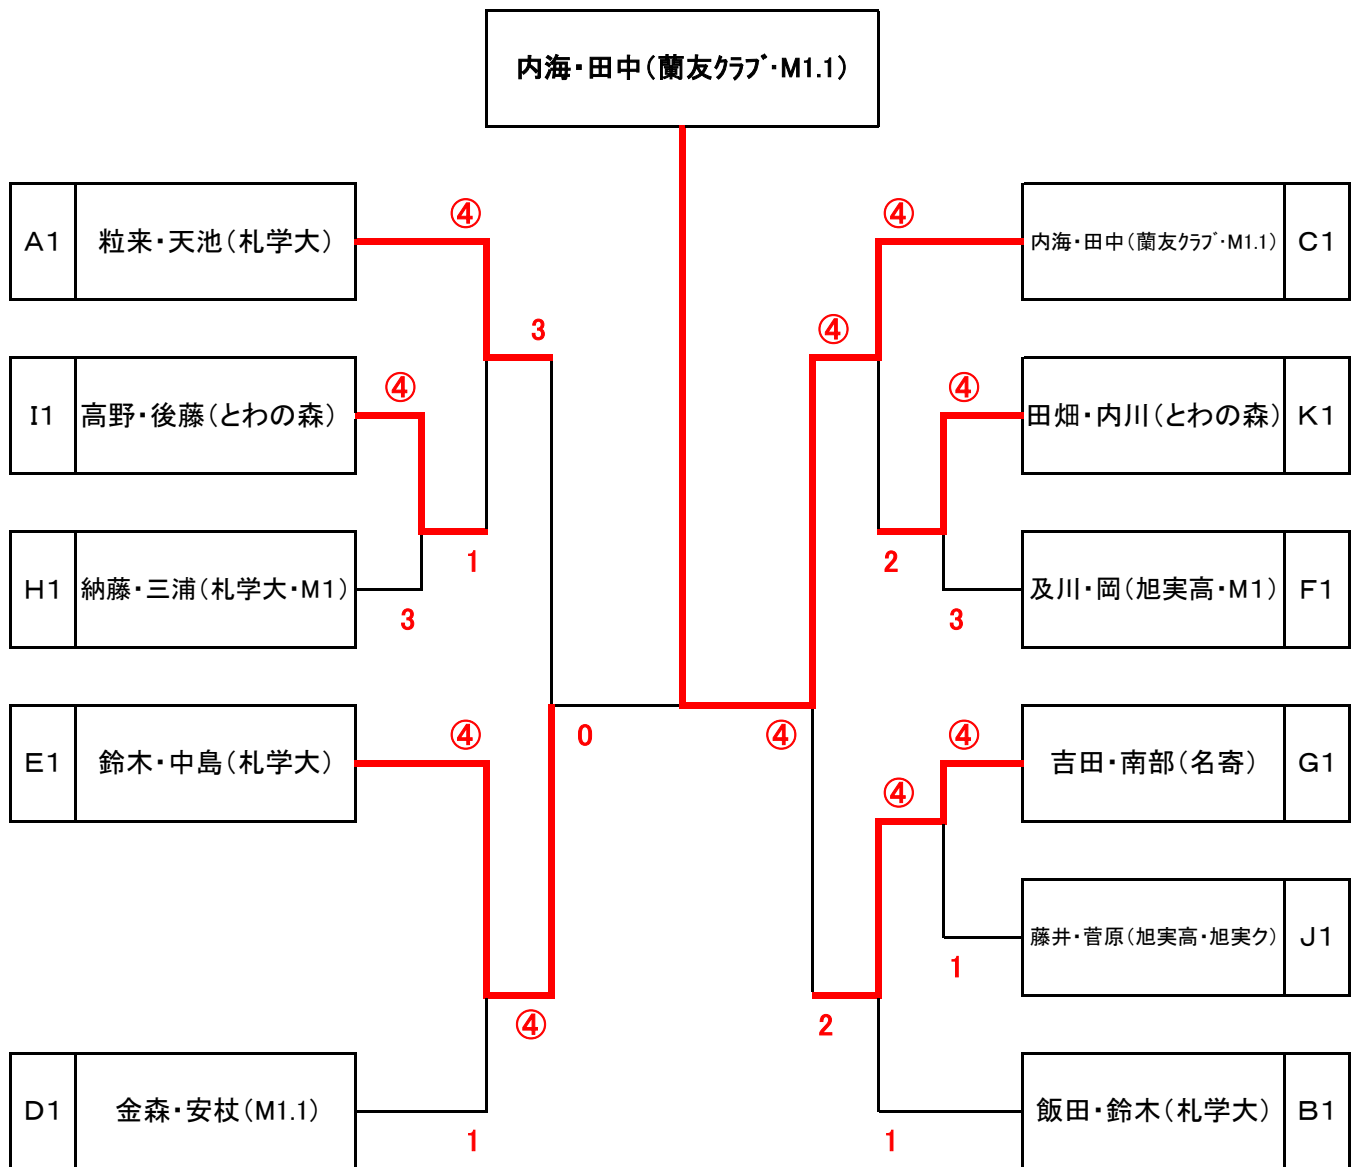 内海・田中（蘭友ｸﾗﾌﾞ･M1.1）
④
④
A1 粒来・天池（札学大）
内海・田中（蘭友ｸﾗﾌﾞ･M1.1） C1
3
④
④
④
I1 高野・後藤（とわの森）
田畑・内川（とわの森） K1
1
2
H1 納藤・三浦（札学大・M1）
及川・岡（旭実高・M1） F1
3
3
④
0
④
④
E1 鈴木・中島（札学大）
吉田・南部（名寄） G1
④
藤井・菅原（旭実高・旭実ク） J1
1
④
2
D1 金森・安杖（M1.1）
飯田・鈴木（札学大） B1
1
1